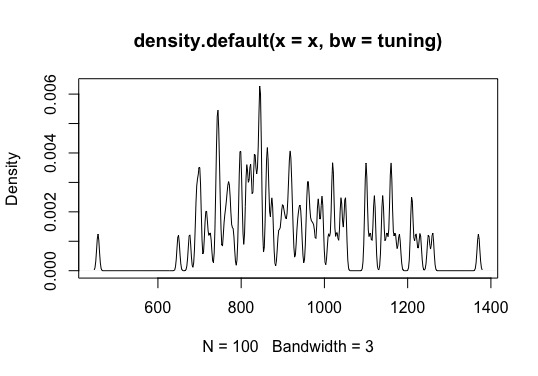 density.default(x = x, bw = tuning)
Density
0.006
0.004
0.002
0.000
600 800 1000 1200 1400
N = 100 Bandwidth = 3